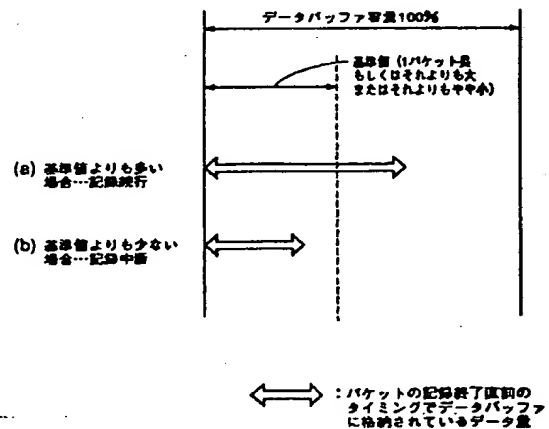 データバッファ容量100%
基準値(1パケット長
もしくはそれよりも大
またはそれよりもやや小)
(a) 基準値よりも多い
場合…記録続行
(b) 基準値よりも少ない
場合…記録中断
:パケットの記録終了直前の
タイミングでデータバッファ
に格納されているデータ量